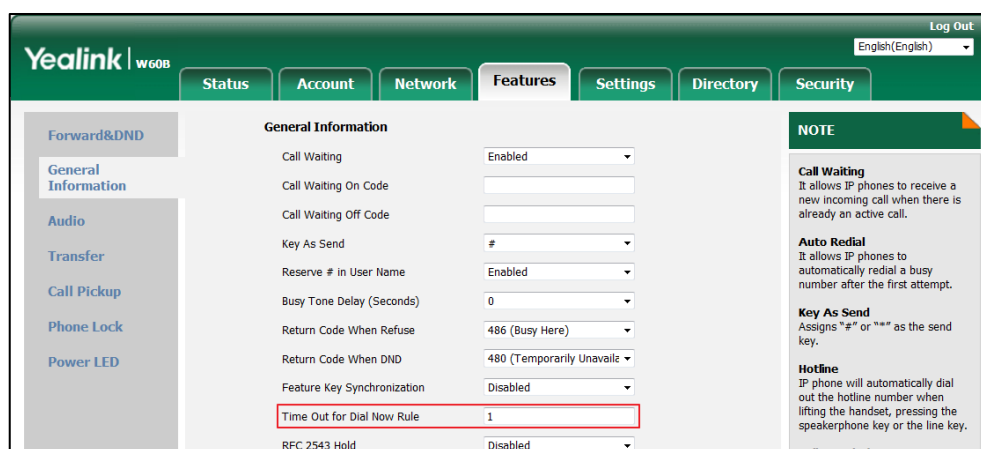 Log Out
Yealink | W60B
English(English)
Status Account Network Features Settings Directory Security
Forward&DND
General
Information
Audio
Transfer
Call Pickup
Phone Lock
Power LED
General Information
Call Waiting Enabled
Call Waiting On Code
Call Waiting Off Code
Key As Send #
Reserve # in User Name Enabled
Busy Tone Delay (Seconds) 0
Return Code When Refuse 486 (Busy Here)
Return Code When DND 480 (Temporarily Unavaila
Feature Key Synchronization Disabled
Time Out for Dial Now Rule 1
RFC 2543 Hold Disabled
NOTE
Call Waiting
It allows IP phones to receive a
new incoming call when there is
already an active call.
Auto Redial
It allows IP phones to
automatically redial a busy
number after the first attempt.
Key As Send
Assigns "#" or "*" as the send
key.
Hotline
IP phone will automatically dial
out the hotline number when
lifting the handset, pressing the
speakerphone key or the line key.